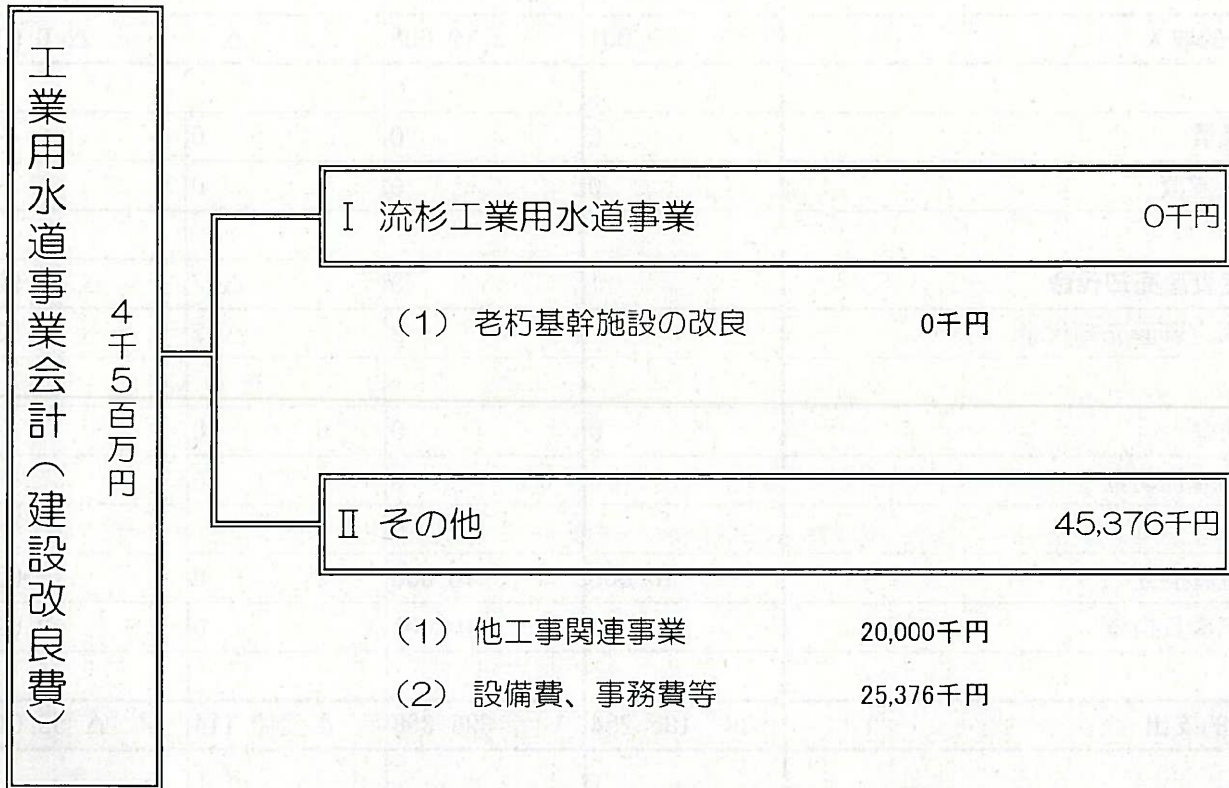 工業用水道事業会計（建設改良費）
4千5百万円
Ⅰ 流杉工業用水道事業 0千円
（1） 老朽基幹施設の改良 0千円
Ⅱ その他 45,376千円
（1） 他工事関連事業 20,000千円
（2） 設備費、事務費等 25,376千円